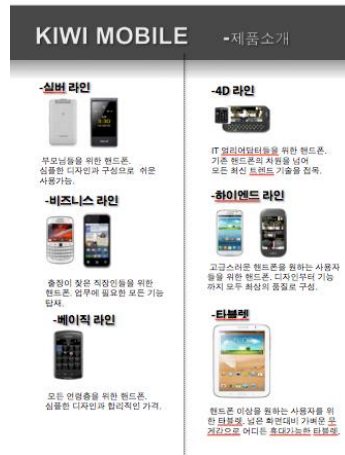 KIWI MOBILE -제품소개
-실버 라인
부모님들을 위한 핸드폰.
심플한 디자인과 구성으로 쉬운
사용가능.
-비즈니스 라인
출장이 잦은 직장인들을 위한
핸드폰. 업무에 필요한 모든 기능
탑재.
-베이직 라인
모든 연령층을 위한 핸드폰.
심플한 디자인과 합리적인 가격.
-4D 라인
IT 얼리어답터들을 위한 핸드폰.
기존 핸드폰의 차원을 넘어
모든 최신 트렌드 기술을 접목.
-하이엔드 라인
고급스러운 핸드폰을 원하는 사용자
들을 위한 핸드폰. 디자인부터 기능
까지 모두 최상의 품질로 구성.
-타블렛
핸드폰 이상을 원하는 사용자를 위
한 타블렛. 넓은 화면대비 가벼운 무
게감으로 어디든 휴대가능한 타블렛.